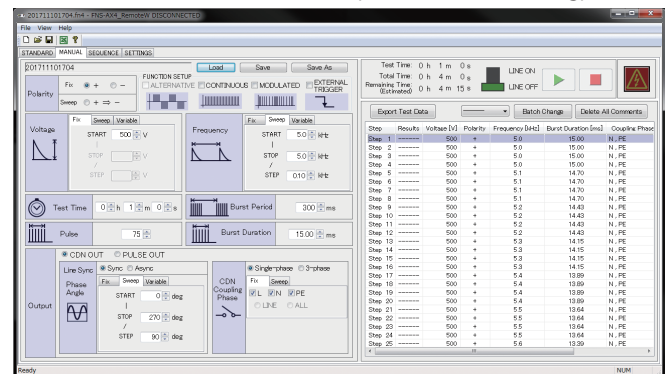 201711101704.fn4 - FNS-AX4_RemoteW DISCONNECTED
File View Help
STANDARD MANUAL SEQUENCE SETTINGS
201711101704 Load Save Save As
Polarity
Fix + -
Sweep + ⇒ -
FUNCTION SETUP
ALTERNATIVE CONTINUOUS MODULATED EXTERNAL TRIGGER
Voltage
Fix Sweep Variable
START 500 V
|
STOP V
/
STEP V
Frequency
Fix Sweep Variable
START 5.0 kHz
|
STOP 5.0 kHz
/
STEP 0.10 kHz
Test Time 0 h 1 m 0 s
Burst Period 300 ms
Pulse 75
Burst Duration 15.00 ms
Output
CDN OUT PULSE OUT
Line Sync Sync Async
Phase Angle
Fix Sweep Variable
START 0 deg
|
STOP 270 deg
/
STEP 90 deg
CDN Coupling Phase
Single-phase 3-phase
Fix Sweep
L N PE
LINE ALL
Test Time: 0 h 1 m 0 s
Total Time: 0 h 4 m 0 s
Remaining Time: 0 h 4 m 15 s
(Estimated)
LINE ON
LINE OFF
Export Test Data -------- Batch Change Delete All Comments
Step Results Voltage [V] Polarity Frequency [kHz] Burst Duration [ms] Coupling Phase
Step 1 ------ 500 + 5.0 15.00 N , PE
Step 2 ------ 500 + 5.0 15.00 N , PE
Step 3 ------ 500 + 5.0 15.00 N , PE
Step 4 ------ 500 + 5.0 15.00 N , PE
Step 5 ------ 500 + 5.1 14.70 N , PE
Step 6 ------ 500 + 5.1 14.70 N , PE
Step 7 ------ 500 + 5.1 14.70 N , PE
Step 8 ------ 500 + 5.1 14.70 N , PE
Step 9 ------ 500 + 5.2 14.43 N , PE
Step 10 ------ 500 + 5.2 14.43 N , PE
Step 11 ------ 500 + 5.2 14.43 N , PE
Step 12 ------ 500 + 5.2 14.43 N , PE
Step 13 ------ 500 + 5.3 14.15 N , PE
Step 14 ------ 500 + 5.3 14.15 N , PE
Step 15 ------ 500 + 5.3 14.15 N , PE
Step 16 ------ 500 + 5.3 14.15 N , PE
Step 17 ------ 500 + 5.4 13.89 N , PE
Step 18 ------ 500 + 5.4 13.89 N , PE
Step 19 ------ 500 + 5.4 13.89 N , PE
Step 20 ------ 500 + 5.4 13.89 N , PE
Step 21 ------ 500 + 5.5 13.64 N , PE
Step 22 ------ 500 + 5.5 13.64 N , PE
Step 23 ------ 500 + 5.5 13.64 N , PE
Step 24 ------ 500 + 5.5 13.64 N , PE
Step 25 ------ 500 + 5.6 13.39 N , PE
Ready NUM